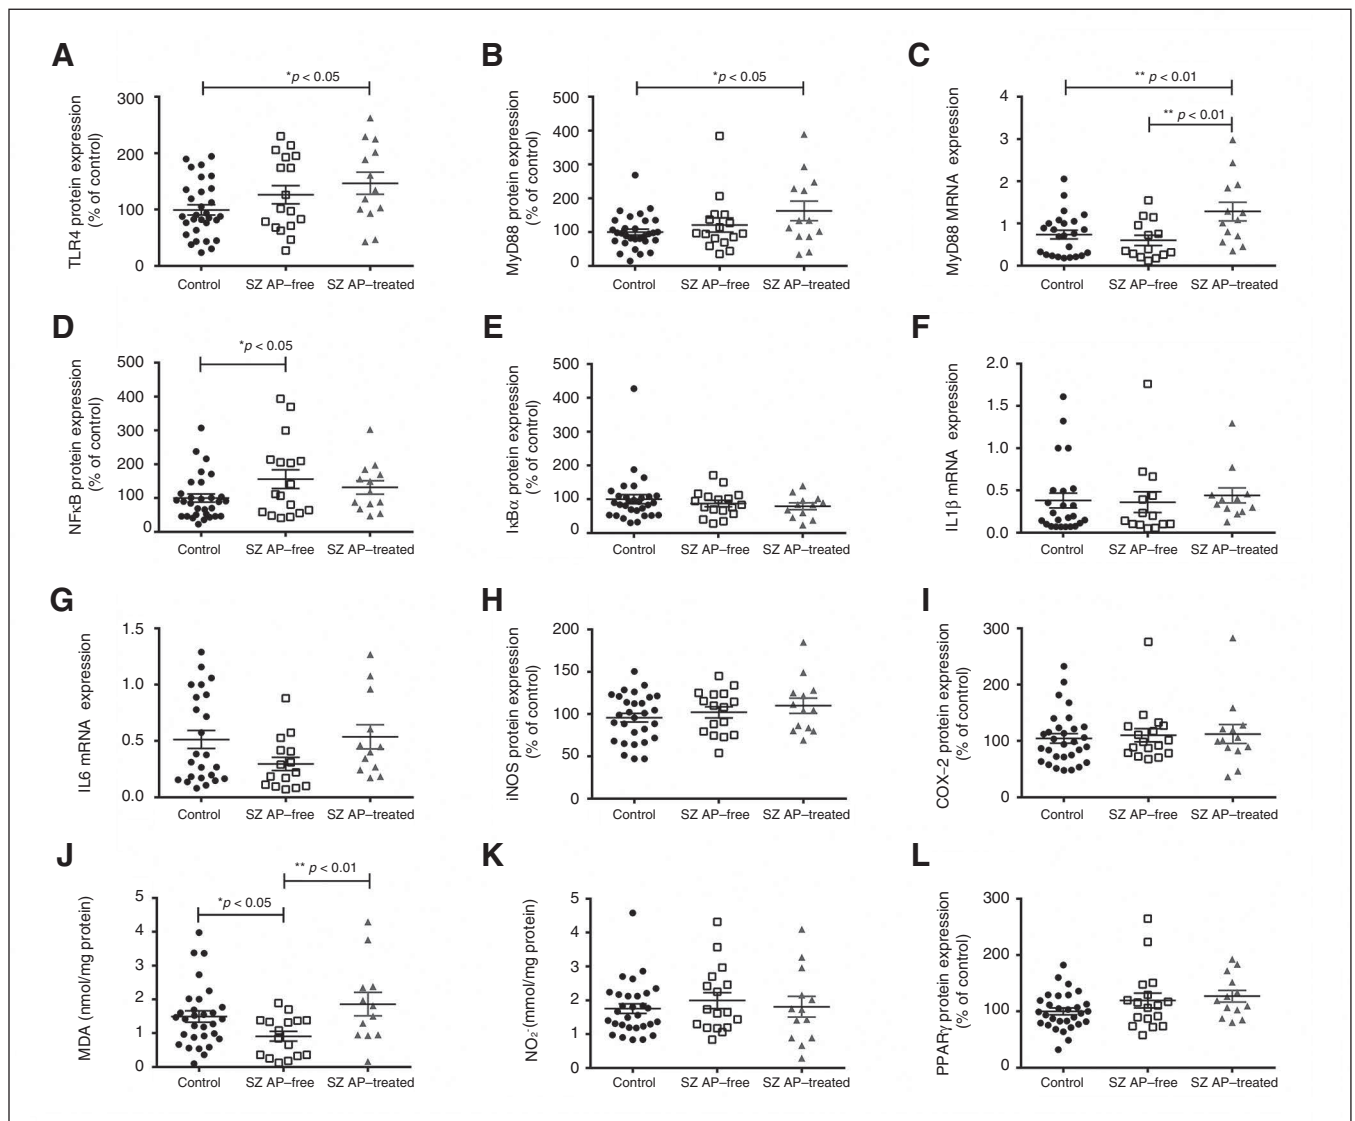 A
B
C
*p < 0.05
*p < 0.05
** p < 0.01
** p < 0.01
TLR4 protein expression
(% of control)
300
200
100
0
Control
SZ AP–free
SZ AP–treated
MyD88 protein expression
(% of control)
500
400
300
200
100
0
Control
SZ AP–free
SZ AP–treated
MyD88 MRNA expression
4
3
2
1
0
Control
SZ AP–free
SZ AP–treated
D
E
F
*p < 0.05
NFκB protein expression
(% of control)
500
400
300
200
100
0
Control
SZ AP–free
SZ AP–treated
IκBα protein expression
(% of control)
500
400
300
200
100
0
Control
SZ AP–free
SZ AP–treated
IL1β mRNA expression
2.0
1.5
1.0
0.5
0.0
Control
SZ AP–free
SZ AP–treated
G
H
I
IL6 mRNA expression
1.5
1.0
0.5
0.0
Control
SZ AP–free
SZ AP–treated
iNOS protein expression
(% of control)
200
150
100
50
0
Control
SZ AP–free
SZ AP–treated
COX–2 protein expression
(% of control)
300
200
100
0
Control
SZ AP–free
SZ AP–treated
J
K
L
*p < 0.05
** p < 0.01
MDA (nmol/mg protein)
5
4
3
2
1
0
Control
SZ AP–free
SZ AP–treated
NO₂⁻(nmol/mg protein)
5
4
3
2
1
0
Control
SZ AP–free
SZ AP–treated
PPARγ protein expression
(% of control)
300
200
100
0
Control
SZ AP–free
SZ AP–treated